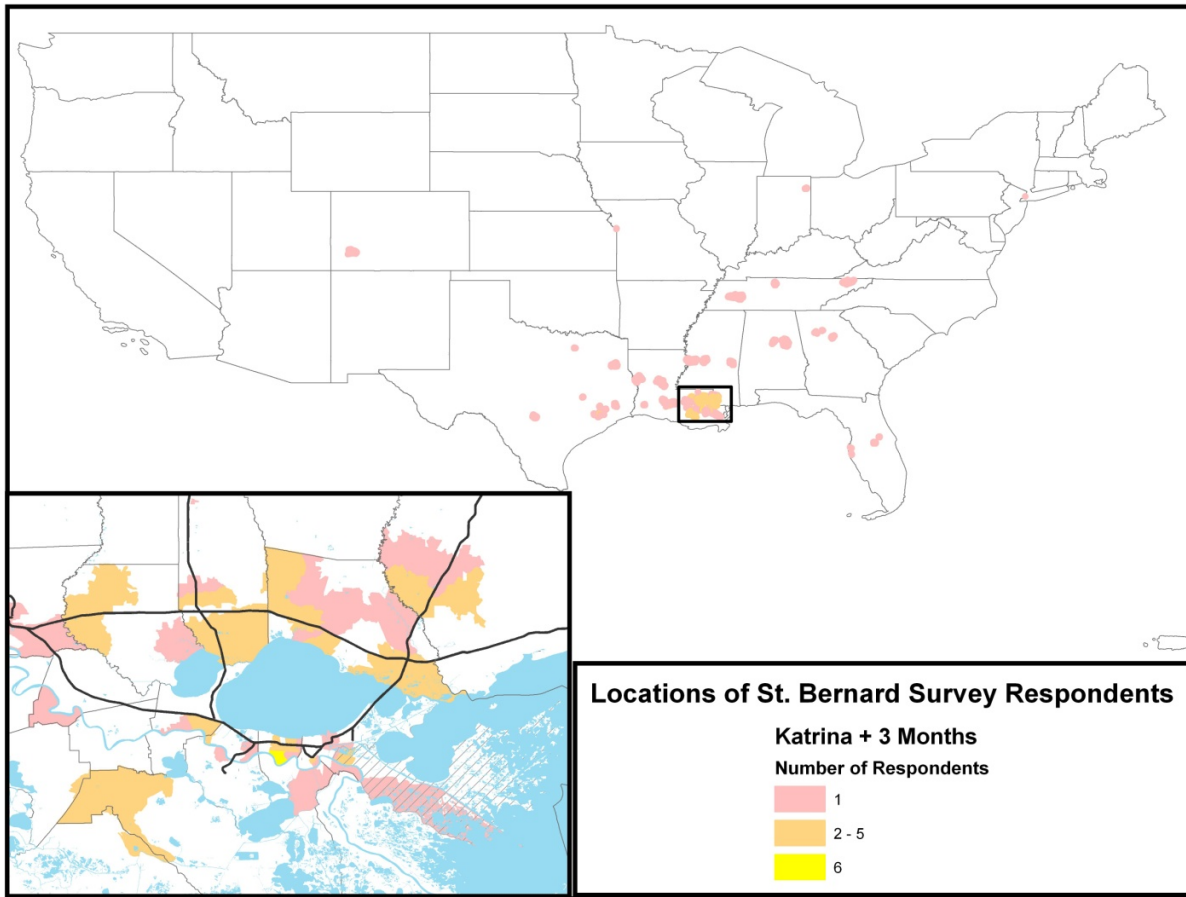 Locations of St. Bernard Survey Respondents
Katrina + 3 Months
Number of Respondents
1
2 - 5
6